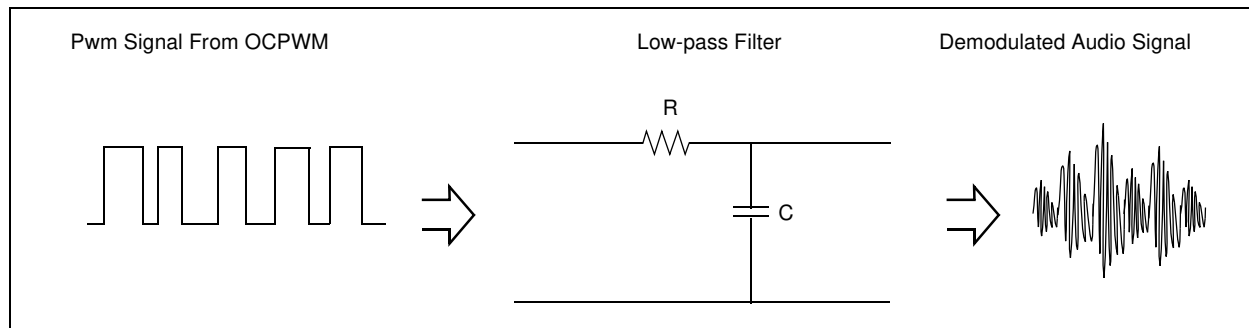 Pwm Signal From OCPWM
Low-pass Filter
Demodulated Audio Signal
R
C